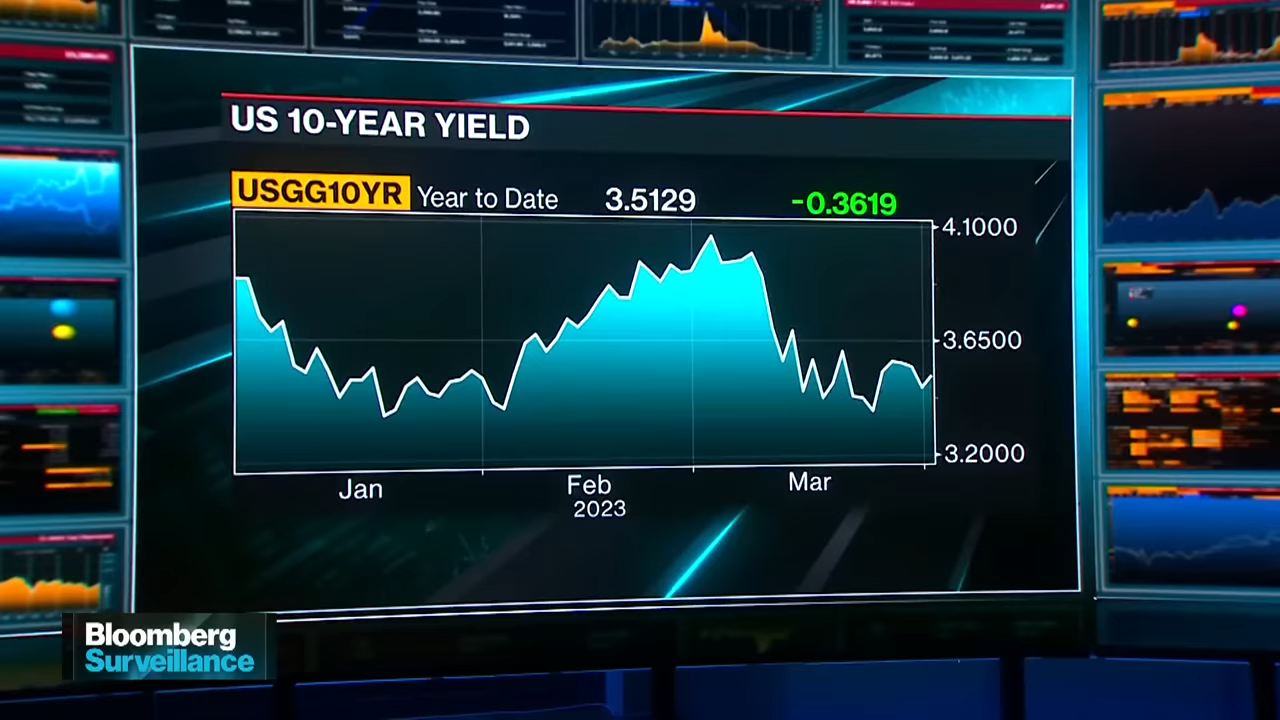 US 10-YEAR YIELD
USGG10YR Year to Date 3.5129 -0.3619
4.1000
3.6500
3.2000
Jan Feb Mar
2023
Bloomberg
Surveillance